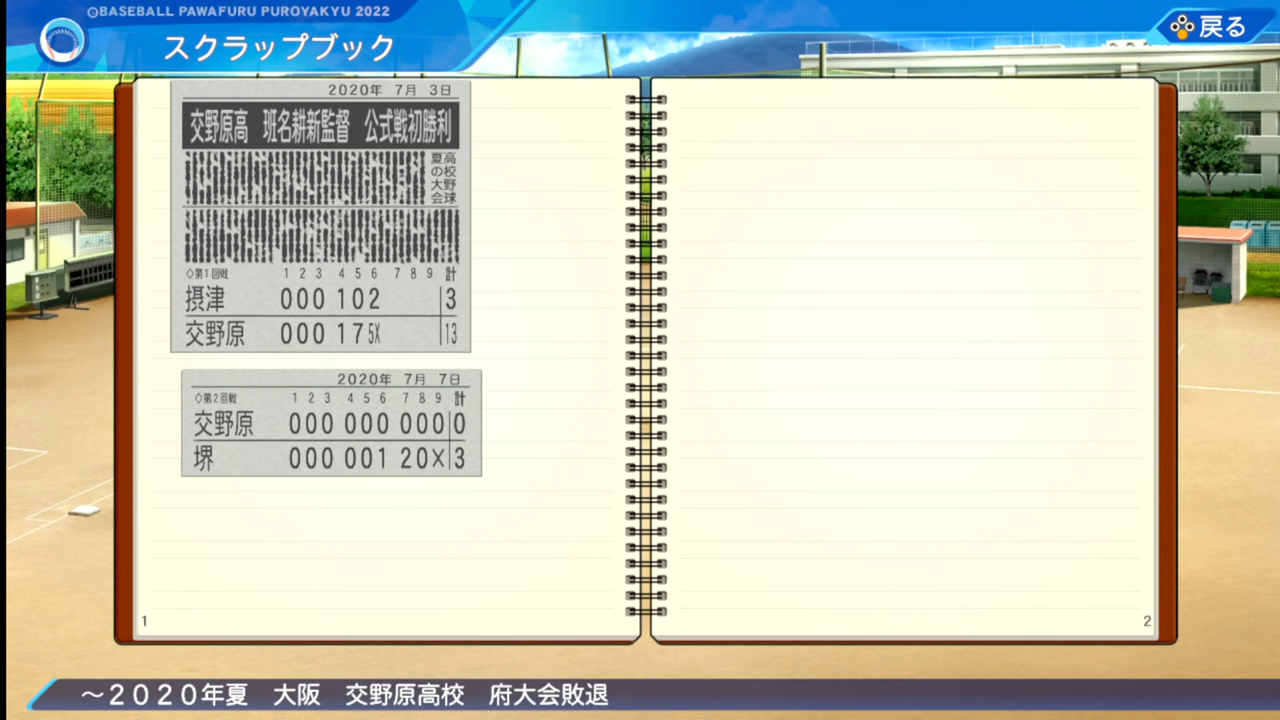 ©BASEBALL PAWAFURU PUROYAKYU 2022
スクラップブック
戻る
2020年 7月 3日
交野原高 班名耕新監督 公式戦初勝利
高校野球
夏の大会
◇第1回戦 1 2 3 4 5 6 7 8 9 計
摂津 000 102 3
交野原 000 175X 13
2020年 7月 7日
◇第2回戦 1 2 3 4 5 6 7 8 9 計
交野原 000 000 000 0
堺 000 001 20X 3
1
2
～2020年夏 大阪 交野原高校 府大会敗退